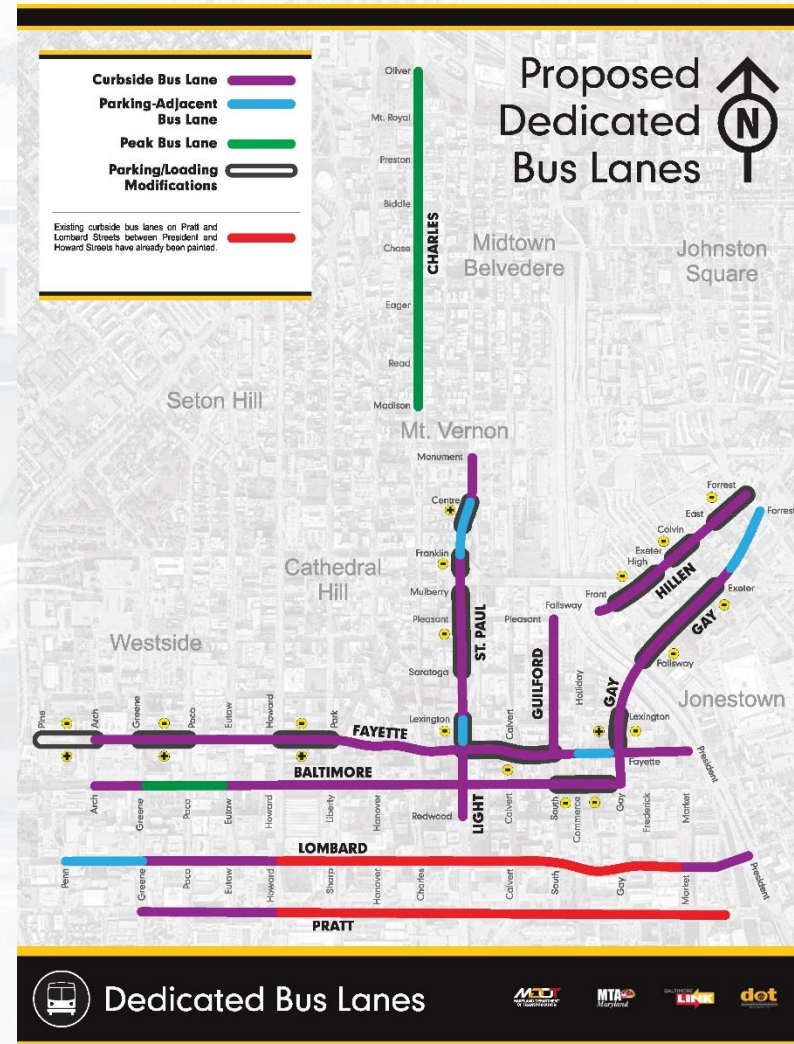 Proposed
Dedicated
Bus Lanes
N
Curbside Bus Lane
Parking-Adjacent
Bus Lane
Peak Bus Lane
Parking/Loading
Modifications
Existing curbside bus lanes on Pratt and
Lombard Streets between President and
Howard Streets have already been painted.
Oliver
Mt. Royal
Preston
Biddle
Chase
Eager
Read
Madison
CHARLES
Midtown
Belvedere
Johnston
Square
Seton Hill
Mt. Vernon
Monument
Centre
Franklin
Mulberry
Pleasant
Saratoga
Lexington
ST. PAUL
Cathedral
Hill
Westside
Forrest
East
Colvin
Exeter
High
Front
HILLEN
Forrest
Exeter
GAY
Fallsway
Fallsway
Pleasant
GUILFORD
Holliday
GAY
Lexington
Jonestown
Pine
Arch
Greene
Paca
Eutaw
Howard
Park
FAYETTE
Calvert
Fayette
President
BALTIMORE
Arch
Greene
Paca
Eutaw
Howard
Liberty
Hanover
Redwood
LIGHT
Calvert
South
Commerce
Gay
Frederick
Market
LOMBARD
Penn
Greene
Paca
Eutaw
Howard
Sharp
Hanover
Charles
Calvert
South
Gay
Market
President
PRATT
Dedicated Bus Lanes
MDOT
MARYLAND DEPARTMENT
OF TRANSPORTATION
MTA
Maryland
BALTIMORE
LINK
dot